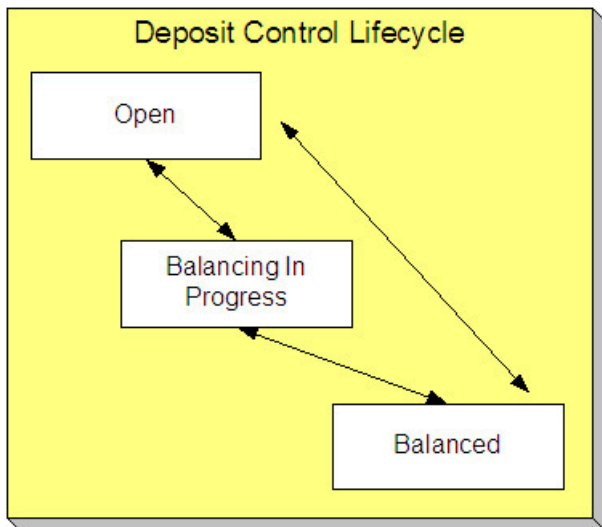 Deposit Control Lifecycle
Open
Balancing In
Progress
Balanced